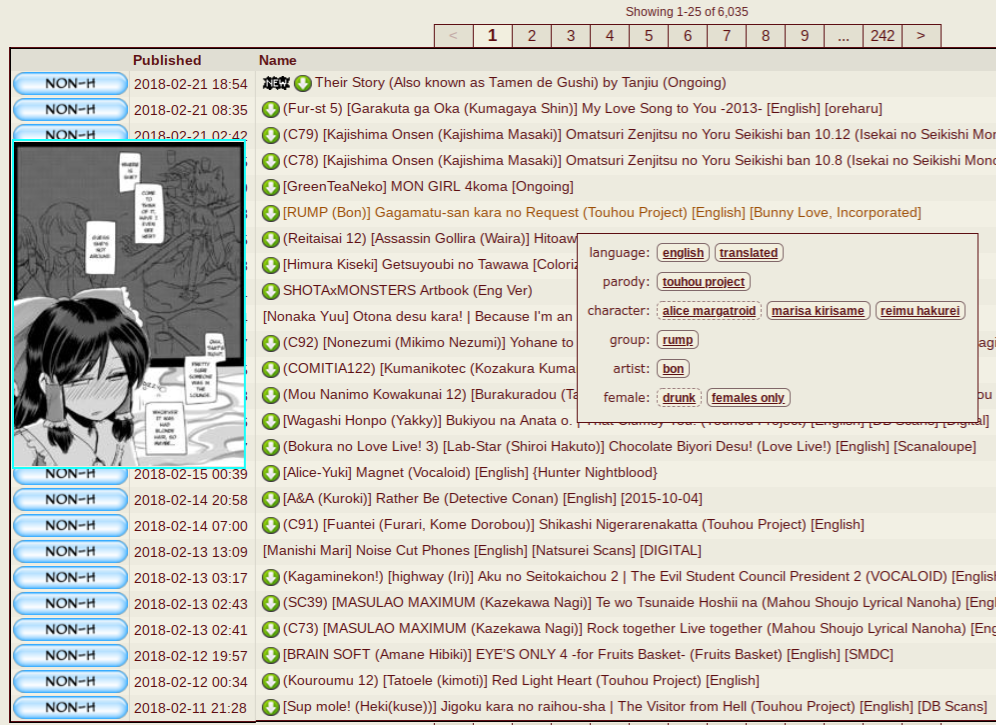 Showing 1-25 of 6,035
< 1 2 3 4 5 6 7 8 9 ... 242 >
Published Name
NON-H 2018-02-21 18:54 NEW Their Story (Also known as Tamen de Gushi) by Tanjiu (Ongoing)
NON-H 2018-02-21 08:35 (Fur-st 5) [Garakuta ga Oka (Kumagaya Shin)] My Love Song to You -2013- [English] [oreharu]
NON-H 2018-02-21 02:42 (C79) [Kajishima Onsen (Kajishima Masaki)] Omatsuri Zenjitsu no Yoru Seikishi ban 10.12 (Isekai no Seikishi Mon
(C78) [Kajishima Onsen (Kajishima Masaki)] Omatsuri Zenjitsu no Yoru Seikishi ban 10.8 (Isekai no Seikishi Mono
[GreenTeaNeko] MON GIRL 4koma [Ongoing]
[RUMP (Bon)] Gagamatu-san kara no Request (Touhou Project) [English] [Bunny Love, Incorporated]
(Reitaisai 12) [Assassin Gollira (Waira)] Hitoaw
[Himura Kiseki] Getsuyoubi no Tawawa [Coloriz
SHOTAxMONSTERS Artbook (Eng Ver)
[Nonaka Yuu] Otona desu kara! | Because I'm an
(C92) [Nonezumi (Mikimo Nezumi)] Yohane to
(COMITIA122) [Kumanikotec (Kozakura Kuma
(Mou Nanimo Kowakunai 12) [Burakuradou (Ta
[Wagashi Honpo (Yakky)] Bukiyou na Anata o. | That Clumsy You. (Touhou Project) [English] [DB Scans] [Digital]
language: english translated
parody: touhou project
character: alice margatroid marisa kirisame reimu hakurei
group: rump
artist: bon
female: drunk females only
WHERE IS SHE?
COME TO THINK OF IT, HAVE I EVEN SEE HER?
GUESS SHE'S NOT AROUND
OHH, THAT'S RIGHT.
PRETTY SURE SOMEONE WAS IN THE LOUNGE.
WHOEVER IT WAS HAD BLONDE HAIR, SO MAYBE...
(Bokura no Love Live! 3) [Lab-Star (Shiroi Hakuto)] Chocolate Biyori Desu! (Love Live!) [English] [Scanaloupe]
NON-H 2018-02-15 00:39 [Alice-Yuki] Magnet (Vocaloid) [English] {Hunter Nightblood}
NON-H 2018-02-14 20:58 [A&A (Kuroki)] Rather Be (Detective Conan) [English] [2015-10-04]
NON-H 2018-02-14 07:00 (C91) [Fuantei (Furari, Kome Dorobou)] Shikashi Nigerarenakatta (Touhou Project) [English]
NON-H 2018-02-13 13:09 [Manishi Mari] Noise Cut Phones [English] [Natsurei Scans] [DIGITAL]
NON-H 2018-02-13 03:17 (Kagaminekon!) [highway (Iri)] Aku no Seitokaichou 2 | The Evil Student Council President 2 (VOCALOID) [English
NON-H 2018-02-13 02:43 (SC39) [MASULAO MAXIMUM (Kazekawa Nagi)] Te wo Tsunaide Hoshii na (Mahou Shoujo Lyrical Nanoha) [Engl
NON-H 2018-02-13 02:41 (C73) [MASULAO MAXIMUM (Kazekawa Nagi)] Rock together Live together (Mahou Shoujo Lyrical Nanoha) [Eng
NON-H 2018-02-12 19:57 [BRAIN SOFT (Amane Hibiki)] EYE'S ONLY 4 -for Fruits Basket- (Fruits Basket) [English] [SMDC]
NON-H 2018-02-12 00:34 (Kouroumu 12) [Tatoele (kimoti)] Red Light Heart (Touhou Project) [English]
NON-H 2018-02-11 21:28 [Sup mole! (Heki(kuse))] Jigoku kara no raihou-sha | The Visitor from Hell (Touhou Project) [English] [DB Scans]